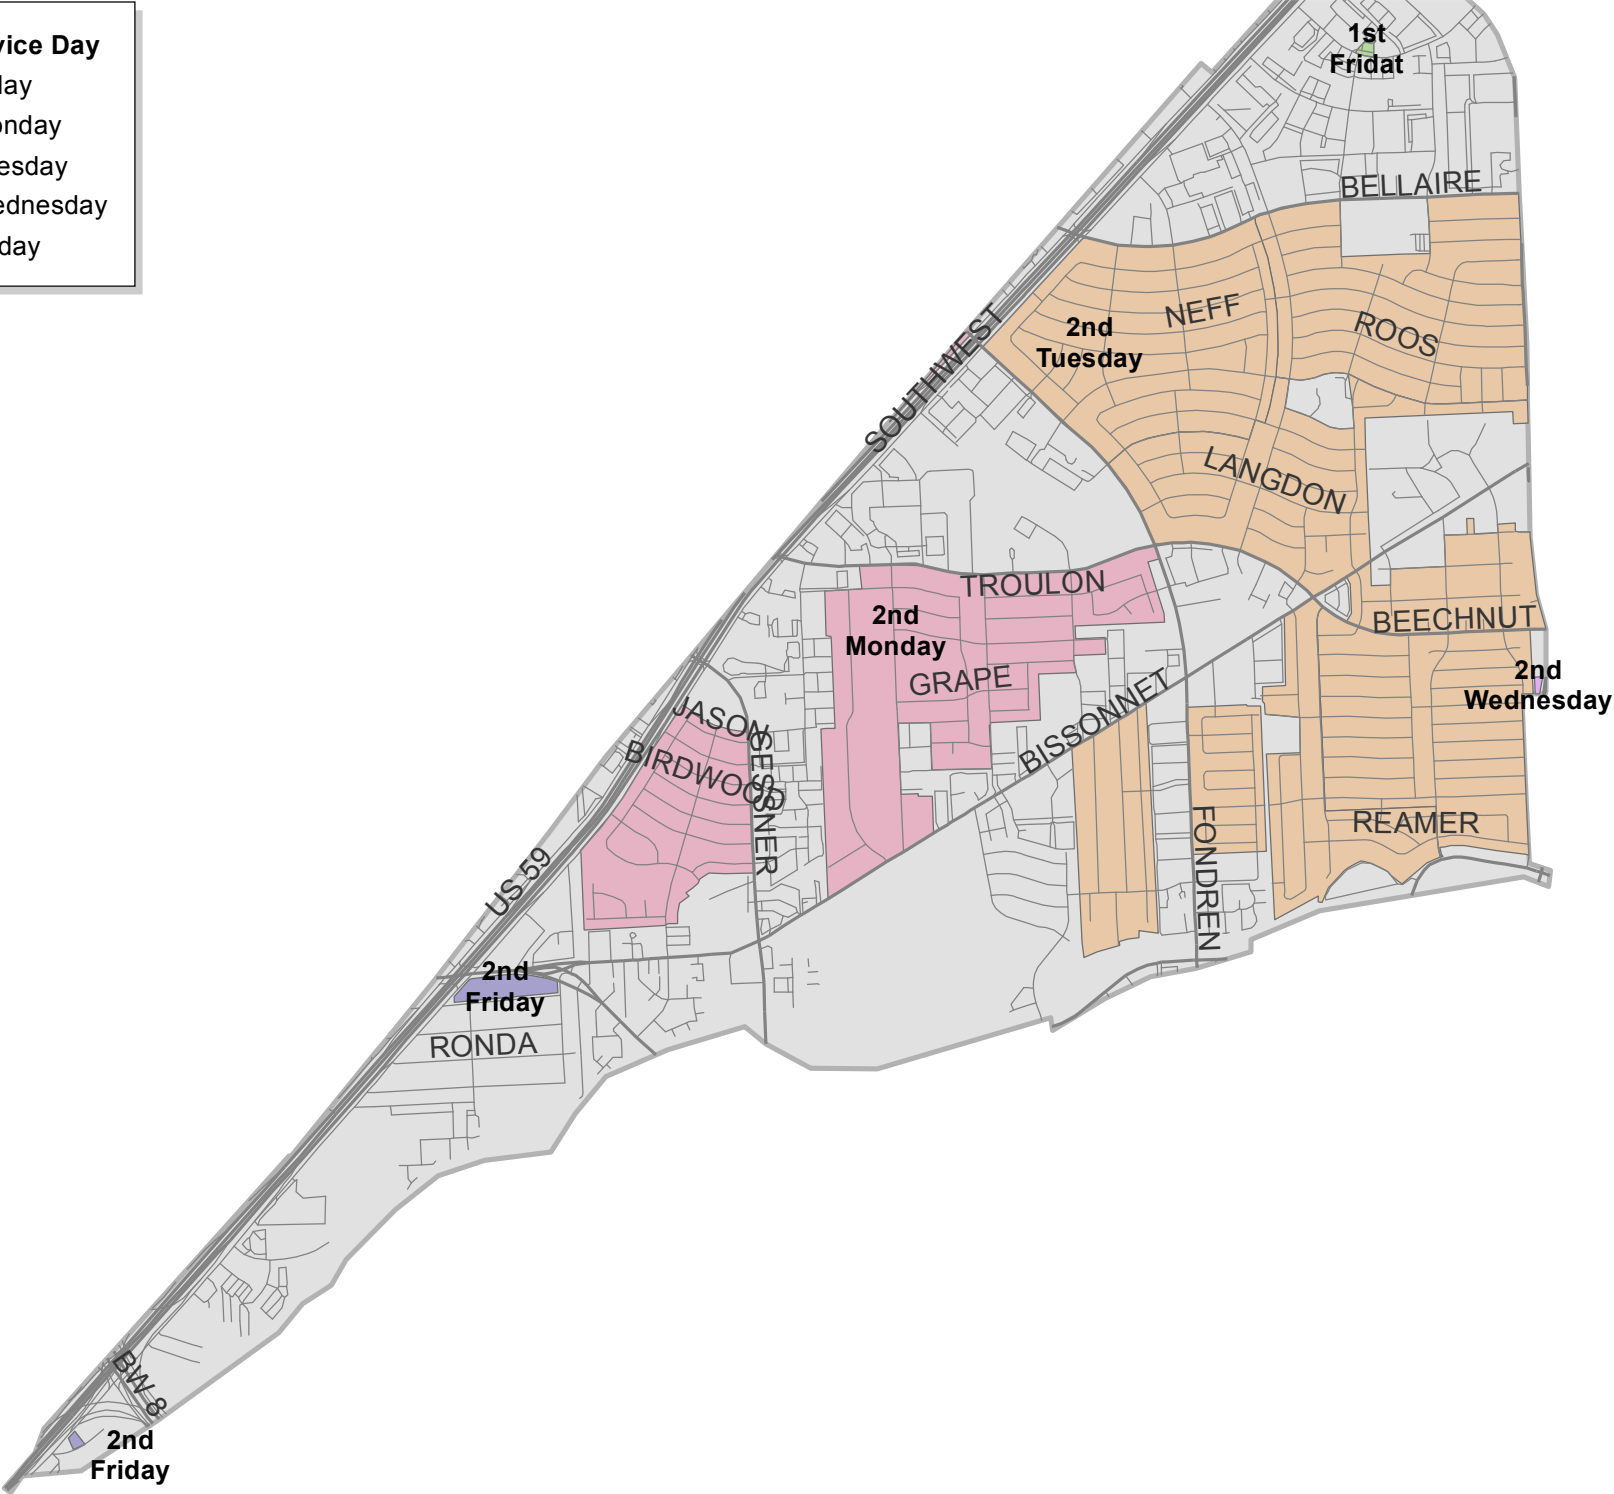 vice Day
lay
onday
esday
ednesday
day
1st
Fridat
BELLAIRE
NEFF
ROOS
2nd
Tuesday
SOUTHWEST
LANGDON
TROULON
2nd
Monday
GRAPE
BEECHNUT
2nd
Wednesday
BISSONNET
JASON
BIRDWOOD
GESSNER
FONDREN
REAMER
US 59
2nd
Friday
RONDA
BW 8
2nd
Friday